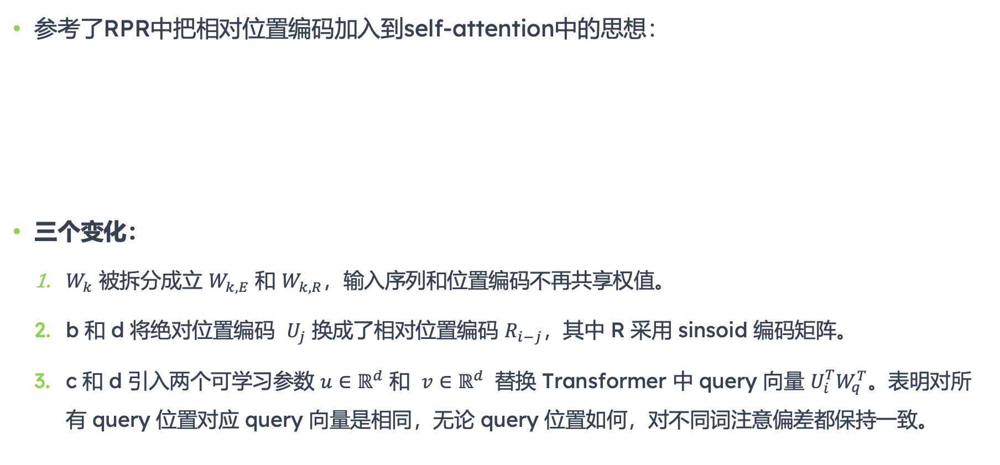 • 参考了RPR中把相对位置编码加入到self-attention中的思想：
• 三个变化：
1. W_k 被拆分成立 W_{k,E} 和 W_{k,R}，输入序列和位置编码不再共享权值。
2. b 和 d 将绝对位置编码 U_j 换成了相对位置编码 R_{i−j}，其中 R 采用 sinsoid 编码矩阵。
3. c 和 d 引入两个可学习参数 u ∈ ℝ^d 和 v ∈ ℝ^d 替换 Transformer 中 query 向量 U_i^T W_q^T。表明对所
有 query 位置对应 query 向量是相同，无论 query 位置如何，对不同词注意偏差都保持一致。